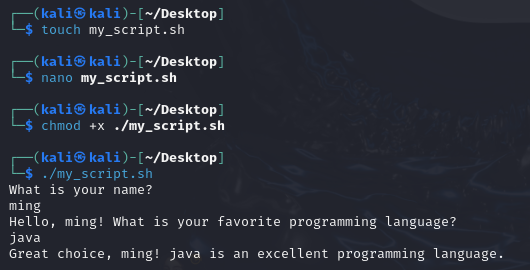 ┌──(kali㉿kali)-[~/Desktop]
└─$ touch my_script.sh
┌──(kali㉿kali)-[~/Desktop]
└─$ nano my_script.sh
┌──(kali㉿kali)-[~/Desktop]
└─$ chmod +x ./my_script.sh
┌──(kali㉿kali)-[~/Desktop]
└─$ ./my_script.sh
What is your name?
ming
Hello, ming! What is your favorite programming language?
java
Great choice, ming! java is an excellent programming language.